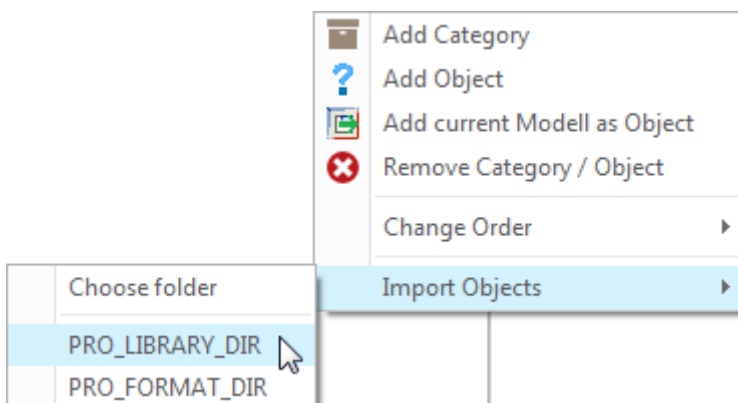 Add Category
Add Object
Add current Modell as Object
Remove Category / Object
Change Order
Import Objects
Choose folder
PRO_LIBRARY_DIR
PRO_FORMAT_DIR